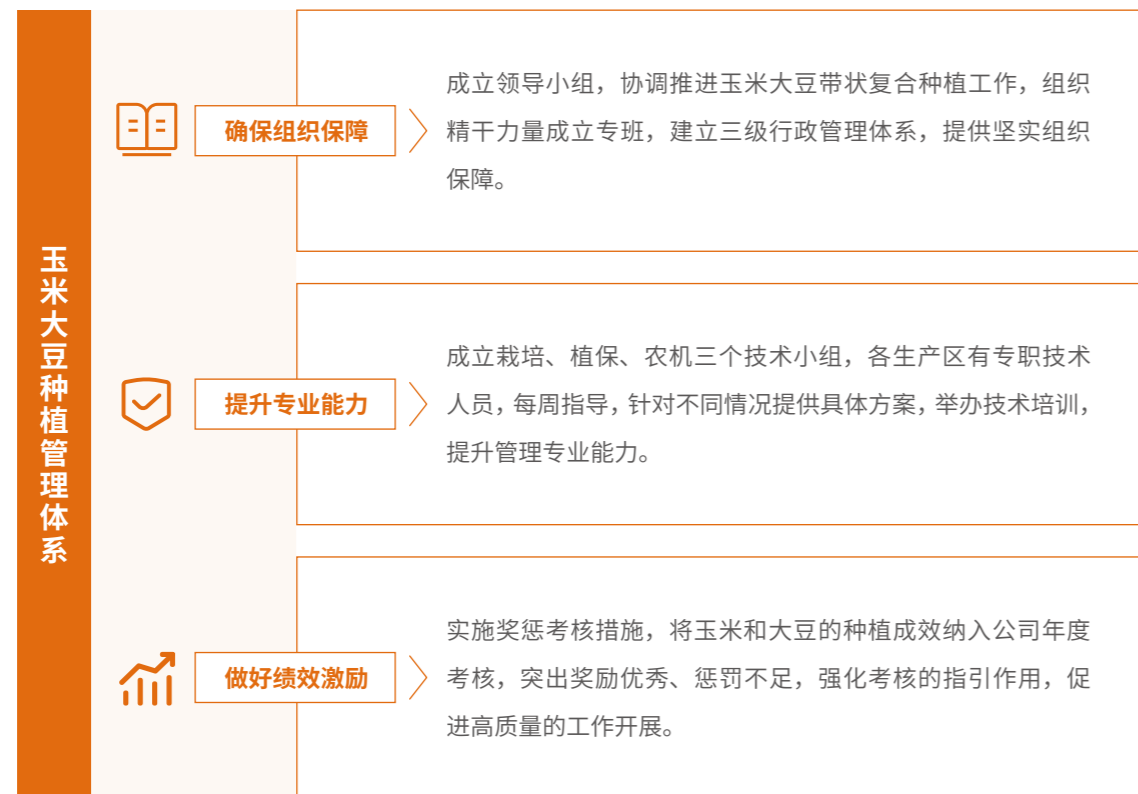 玉米大豆种植管理体系
确保组织保障
成立领导小组，协调推进玉米大豆带状复合种植工作，组织
精干力量成立专班，建立三级行政管理体系，提供坚实组织
保障。
提升专业能力
成立栽培、植保、农机三个技术小组，各生产区有专职技术
人员，每周指导，针对不同情况提供具体方案，举办技术培训，
提升管理专业能力。
做好绩效激励
实施奖惩考核措施，将玉米和大豆的种植成效纳入公司年度
考核，突出奖励优秀、惩罚不足，强化考核的指引作用，促
进高质量的工作开展。